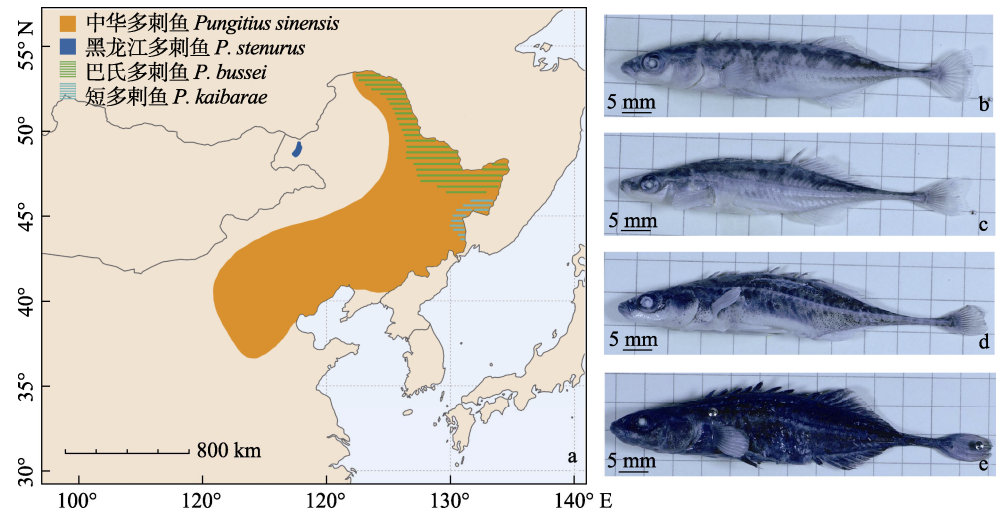 中华多刺鱼 Pungitius sinensis
黑龙江多刺鱼 P. stenurus
巴氏多刺鱼 P. bussei
短多刺鱼 P. kaibarae
55° N
50°
45°
40°
35°
30°
800 km
a
100°
120°
120°
130°
140° E
5 mm
b
5 mm
c
5 mm
d
5 mm
e